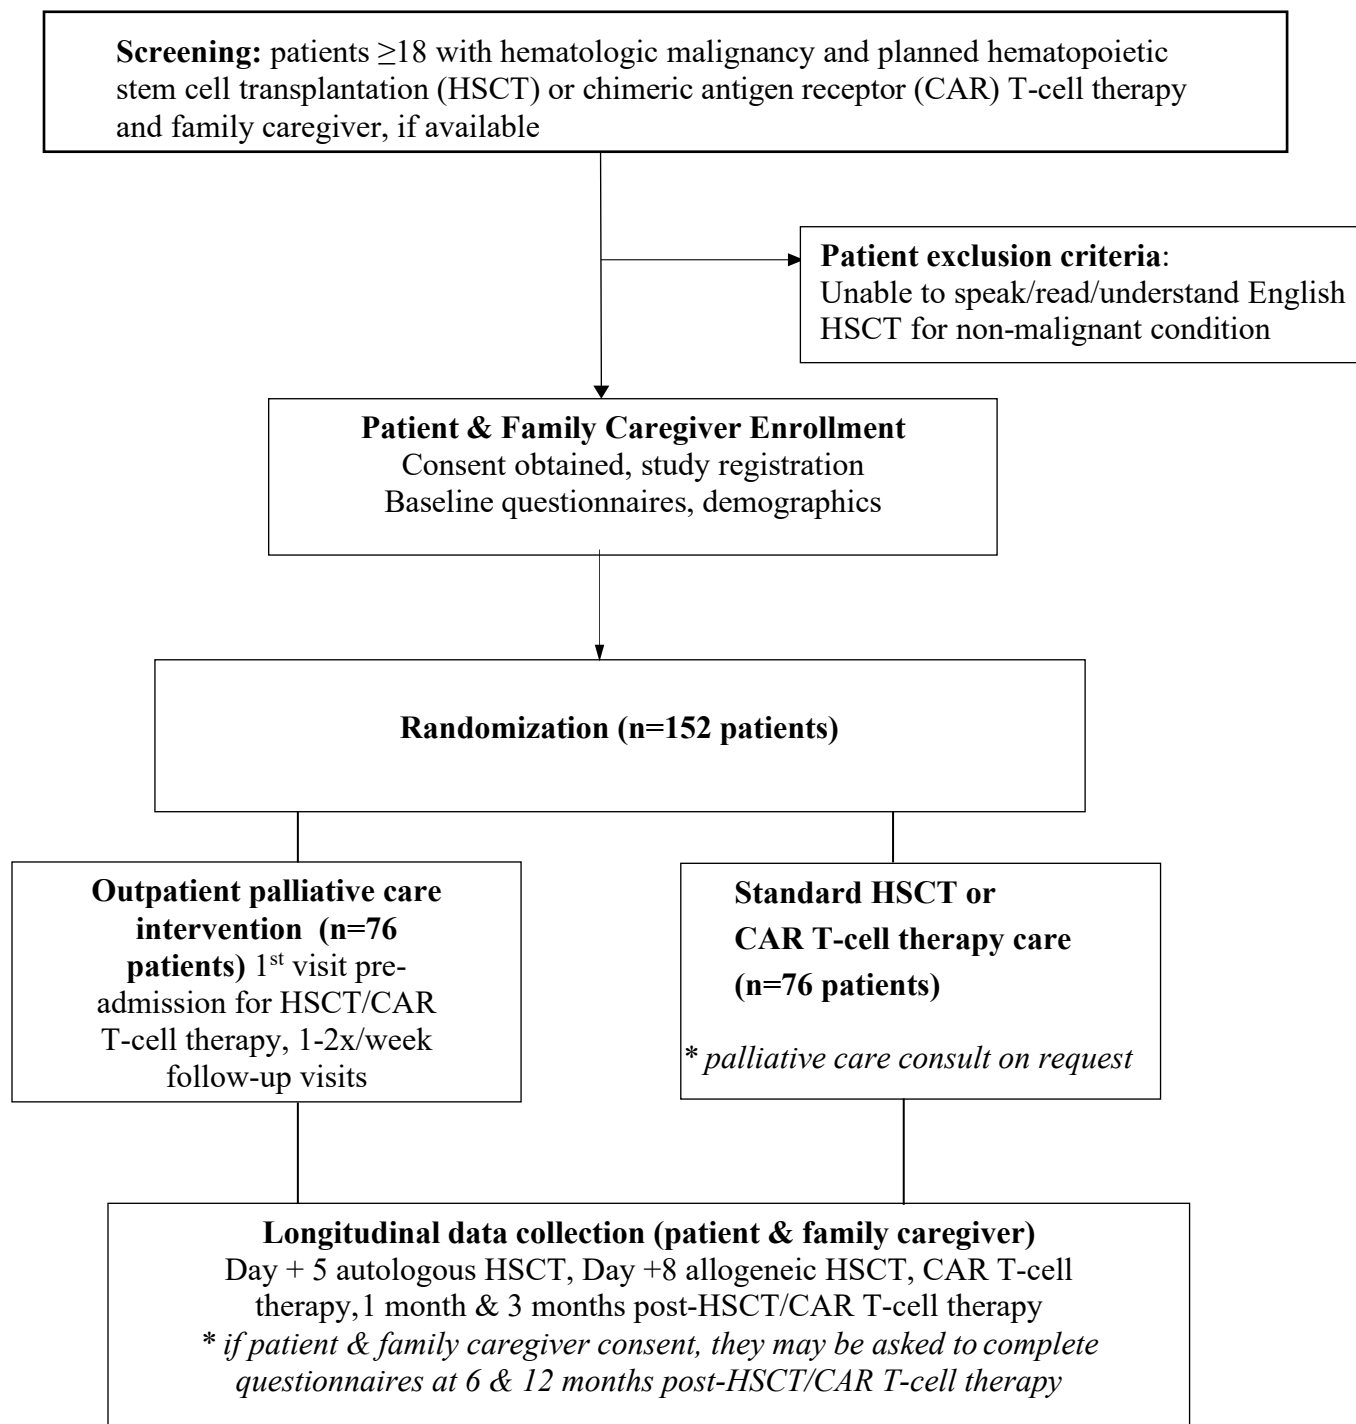 Screening: patients ≥18 with hematologic malignancy and planned hematopoietic
stem cell transplantation (HSCT) or chimeric antigen receptor (CAR) T-cell therapy
and family caregiver, if available
Patient exclusion criteria:
Unable to speak/read/understand English
HSCT for non-malignant condition
Patient & Family Caregiver Enrollment
Consent obtained, study registration
Baseline questionnaires, demographics
Randomization (n=152 patients)
Outpatient palliative care
intervention (n=76
patients) 1st visit pre-
admission for HSCT/CAR
T-cell therapy, 1-2x/week
follow-up visits
Standard HSCT or
CAR T-cell therapy care
(n=76 patients)
* palliative care consult on request
Longitudinal data collection (patient & family caregiver)
Day + 5 autologous HSCT, Day +8 allogeneic HSCT, CAR T-cell
therapy,1 month & 3 months post-HSCT/CAR T-cell therapy
* if patient & family caregiver consent, they may be asked to complete
questionnaires at 6 & 12 months post-HSCT/CAR T-cell therapy